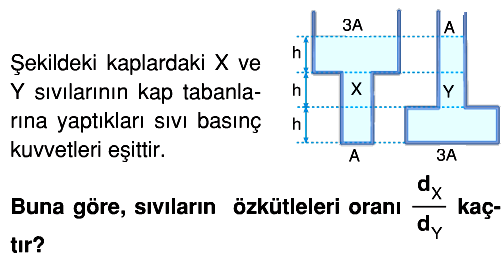 Şekildeki kaplardaki X ve
Y sıvılarının kap tabanla-
rına yaptıkları sıvı basınç
kuvvetleri eşittir.
3A
A
h
h
h
X
Y
A
3A
Buna göre, sıvıların özkütleleri oranı dX/dY kaç-
tır?